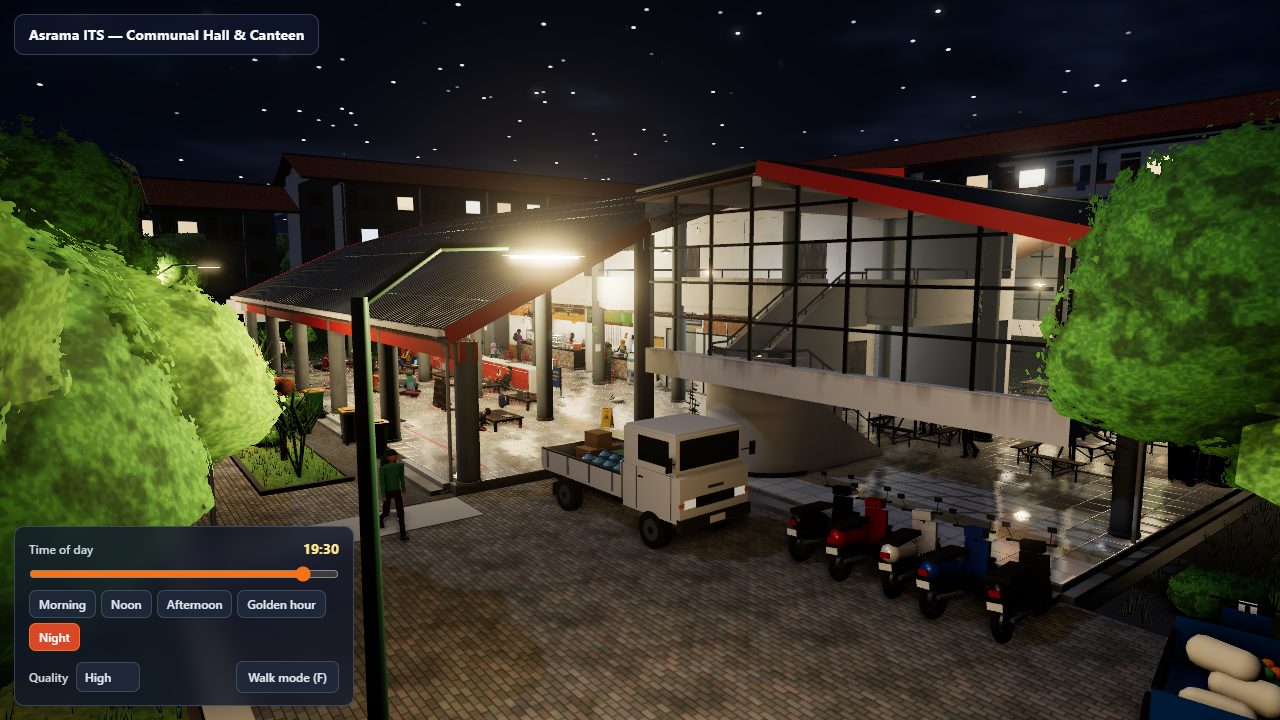 Asrama ITS — Communal Hall & Canteen
Time of day
19:30
Morning
Noon
Afternoon
Golden hour
Night
Quality
High
Walk mode (F)